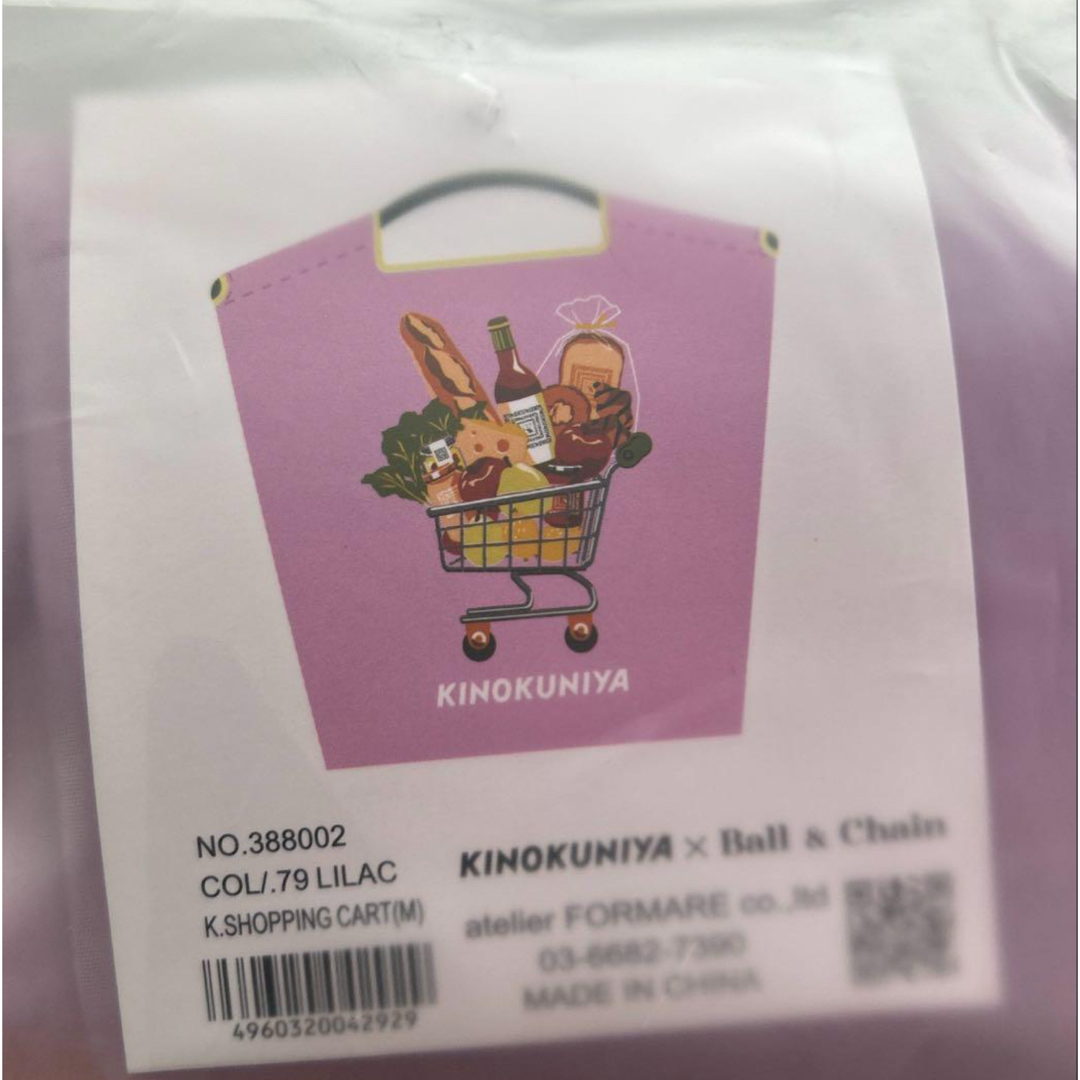 KINOKUNIYA
NO.388002
COL/.79 LILAC
K.SHOPPING CART(M)
4960320042929
KINOKUNIYA × Ball & Chain
atelier FORMARE co.,ltd
03-6682-7390
MADE IN CHINA